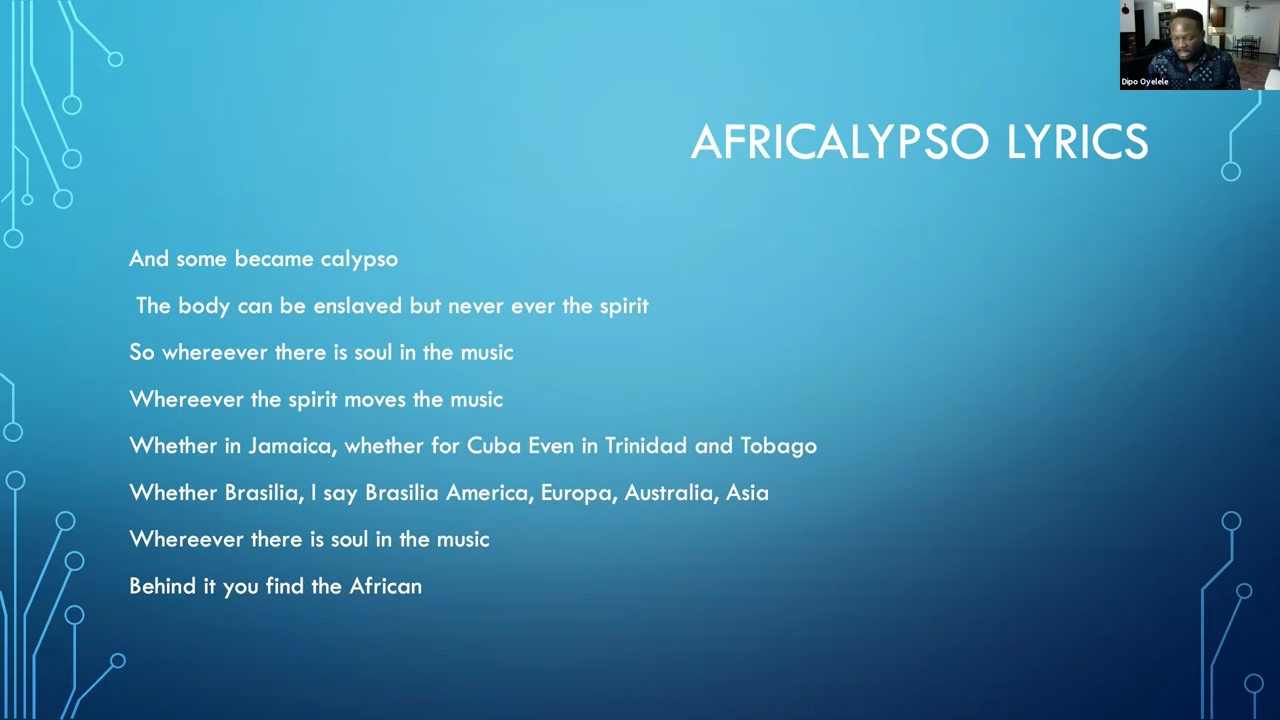 Dipo Oyelele
AFRICALYPSO LYRICS
And some became calypso
The body can be enslaved but never ever the spirit
So whereever there is soul in the music
Whereever the spirit moves the music
Whether in Jamaica, whether for Cuba Even in Trinidad and Tobago
Whether Brasilia, I say Brasilia America, Europa, Australia, Asia
Whereever there is soul in the music
Behind it you find the African